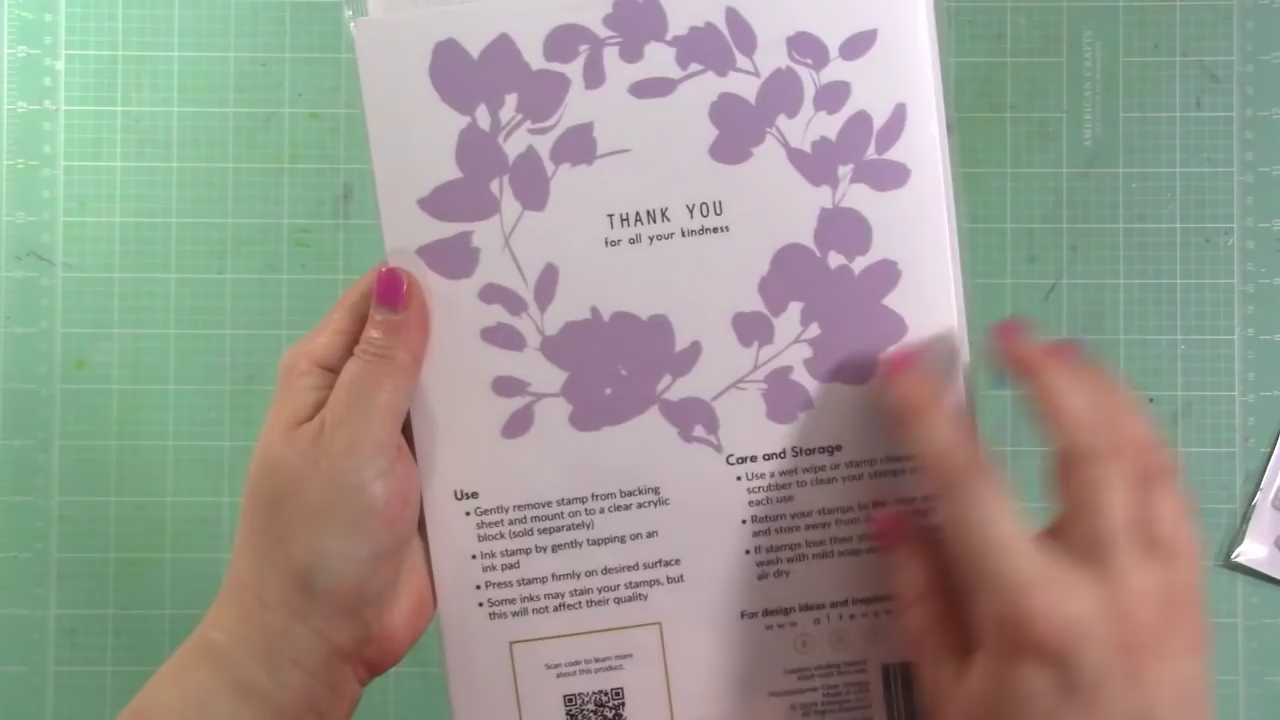 AMERICAN CRAFTS
THANK YOU
for all your kindness
Use
• Gently remove stamp from backing
sheet and mount on to a clear acrylic
block (sold separately)
• Ink stamp by gently tapping on an
ink pad
• Press stamp firmly on desired surface
• Some inks may stain your stamps, but
this will not affect their quality
Scan code to learn more
about this product.
Care and Storage
• Use a wet wipe or stamp
scrubber to clean your stamps
each use
• Return your stamps to the
and store away from
• If stamps lose their
wash with mild soap
air dry
For design ideas and
Made in U.S.A